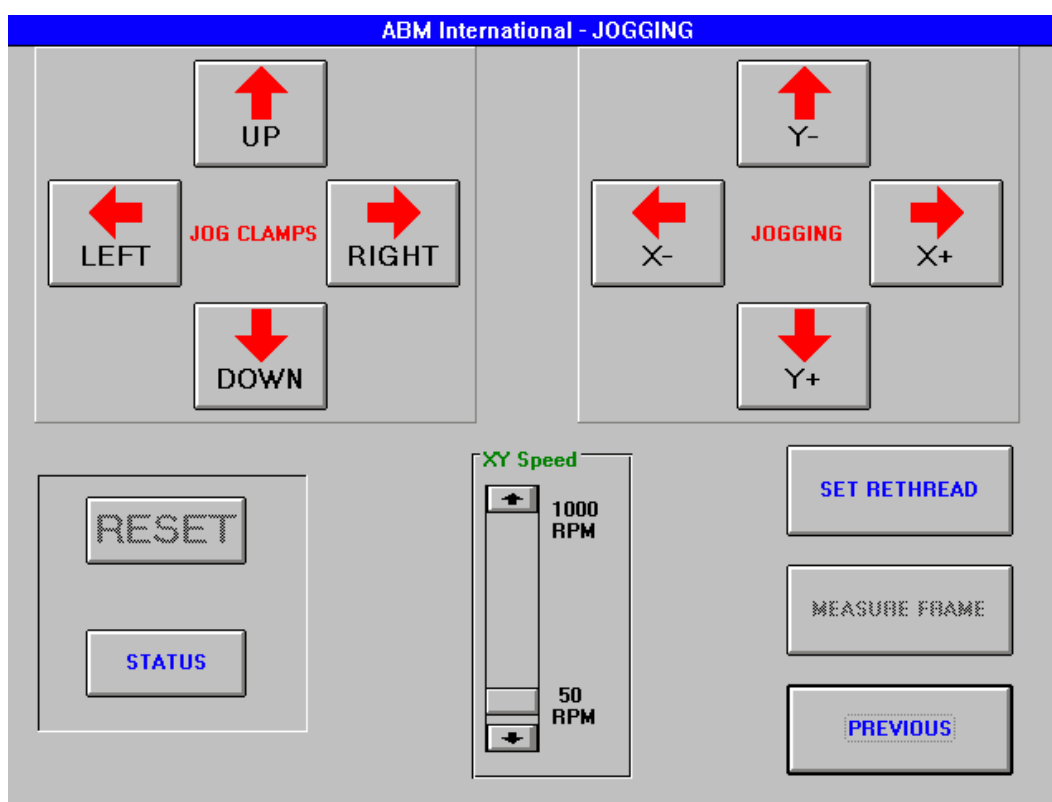 ABM International - JOGGING
UP
LEFT
JOG CLAMPS
RIGHT
DOWN
Y-
X-
JOGGING
X+
Y+
RESET
STATUS
XY Speed
1000
RPM
50
RPM
SET RETHREAD
MEASURE FRAME
PREVIOUS